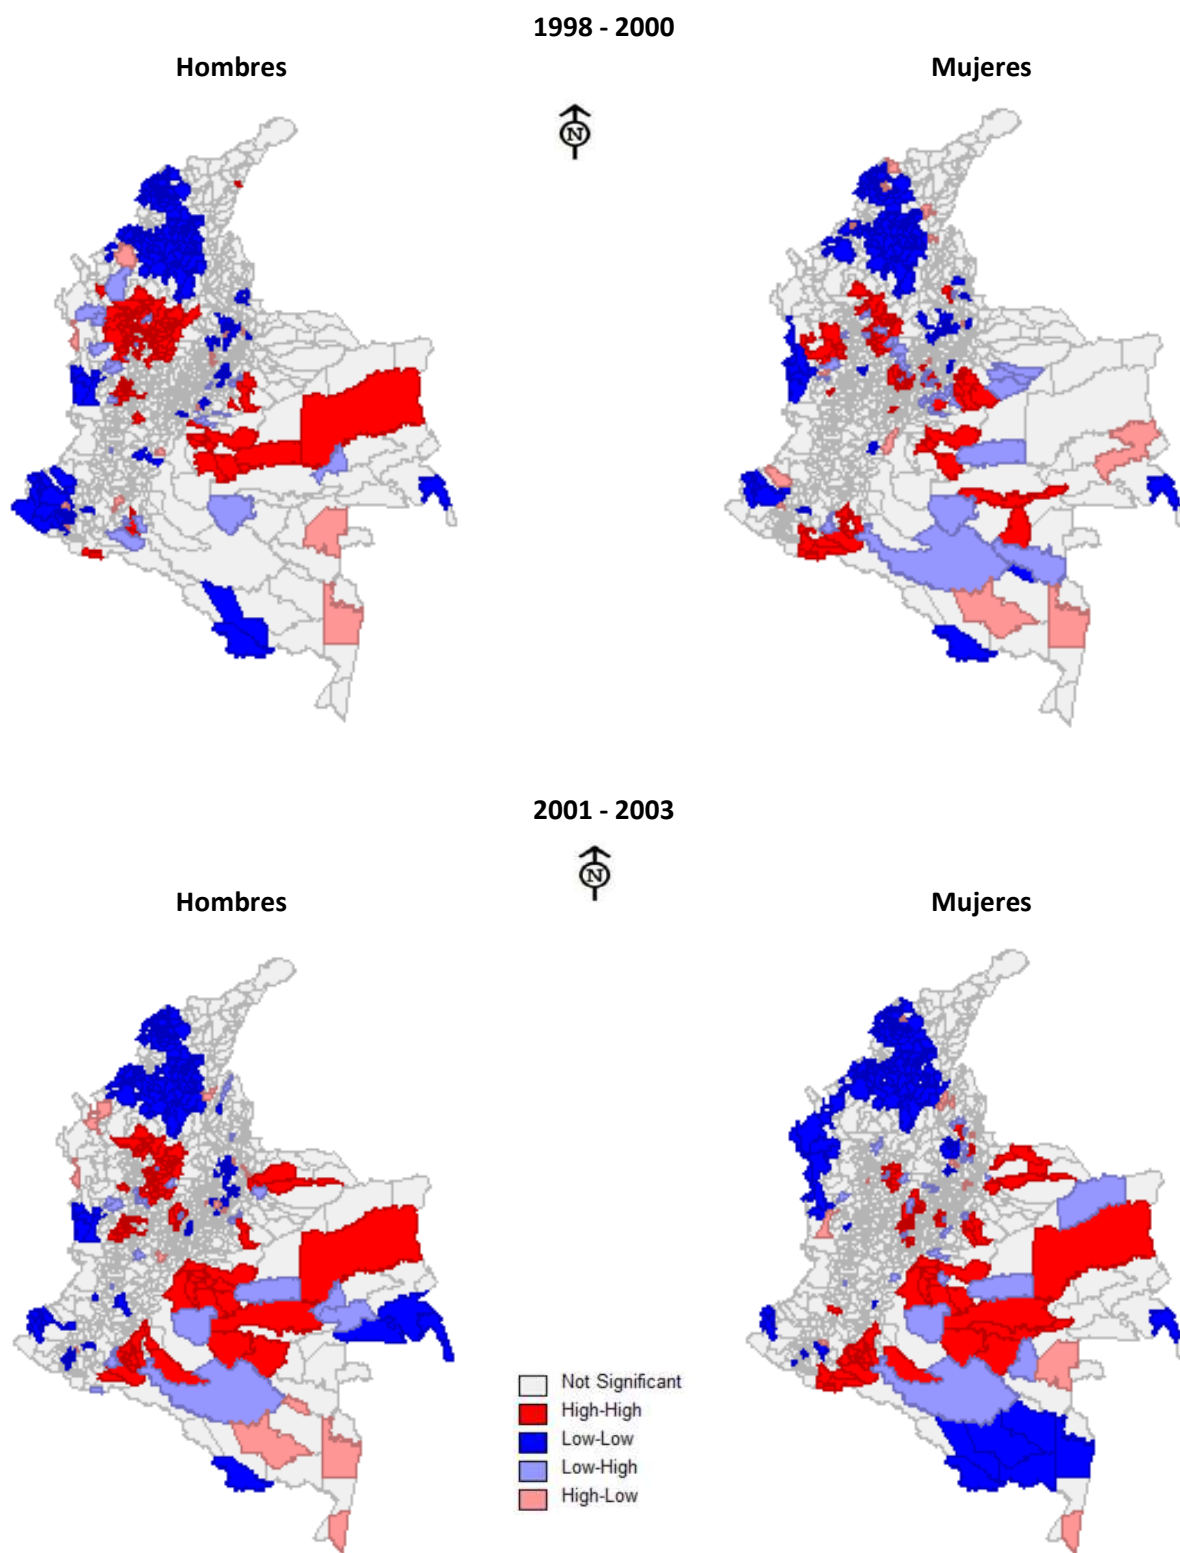 1998 - 2000
Hombres
Mujeres
N
2001 - 2003
N
Hombres
Mujeres
Not Significant
High-High
Low-Low
Low-High
High-Low